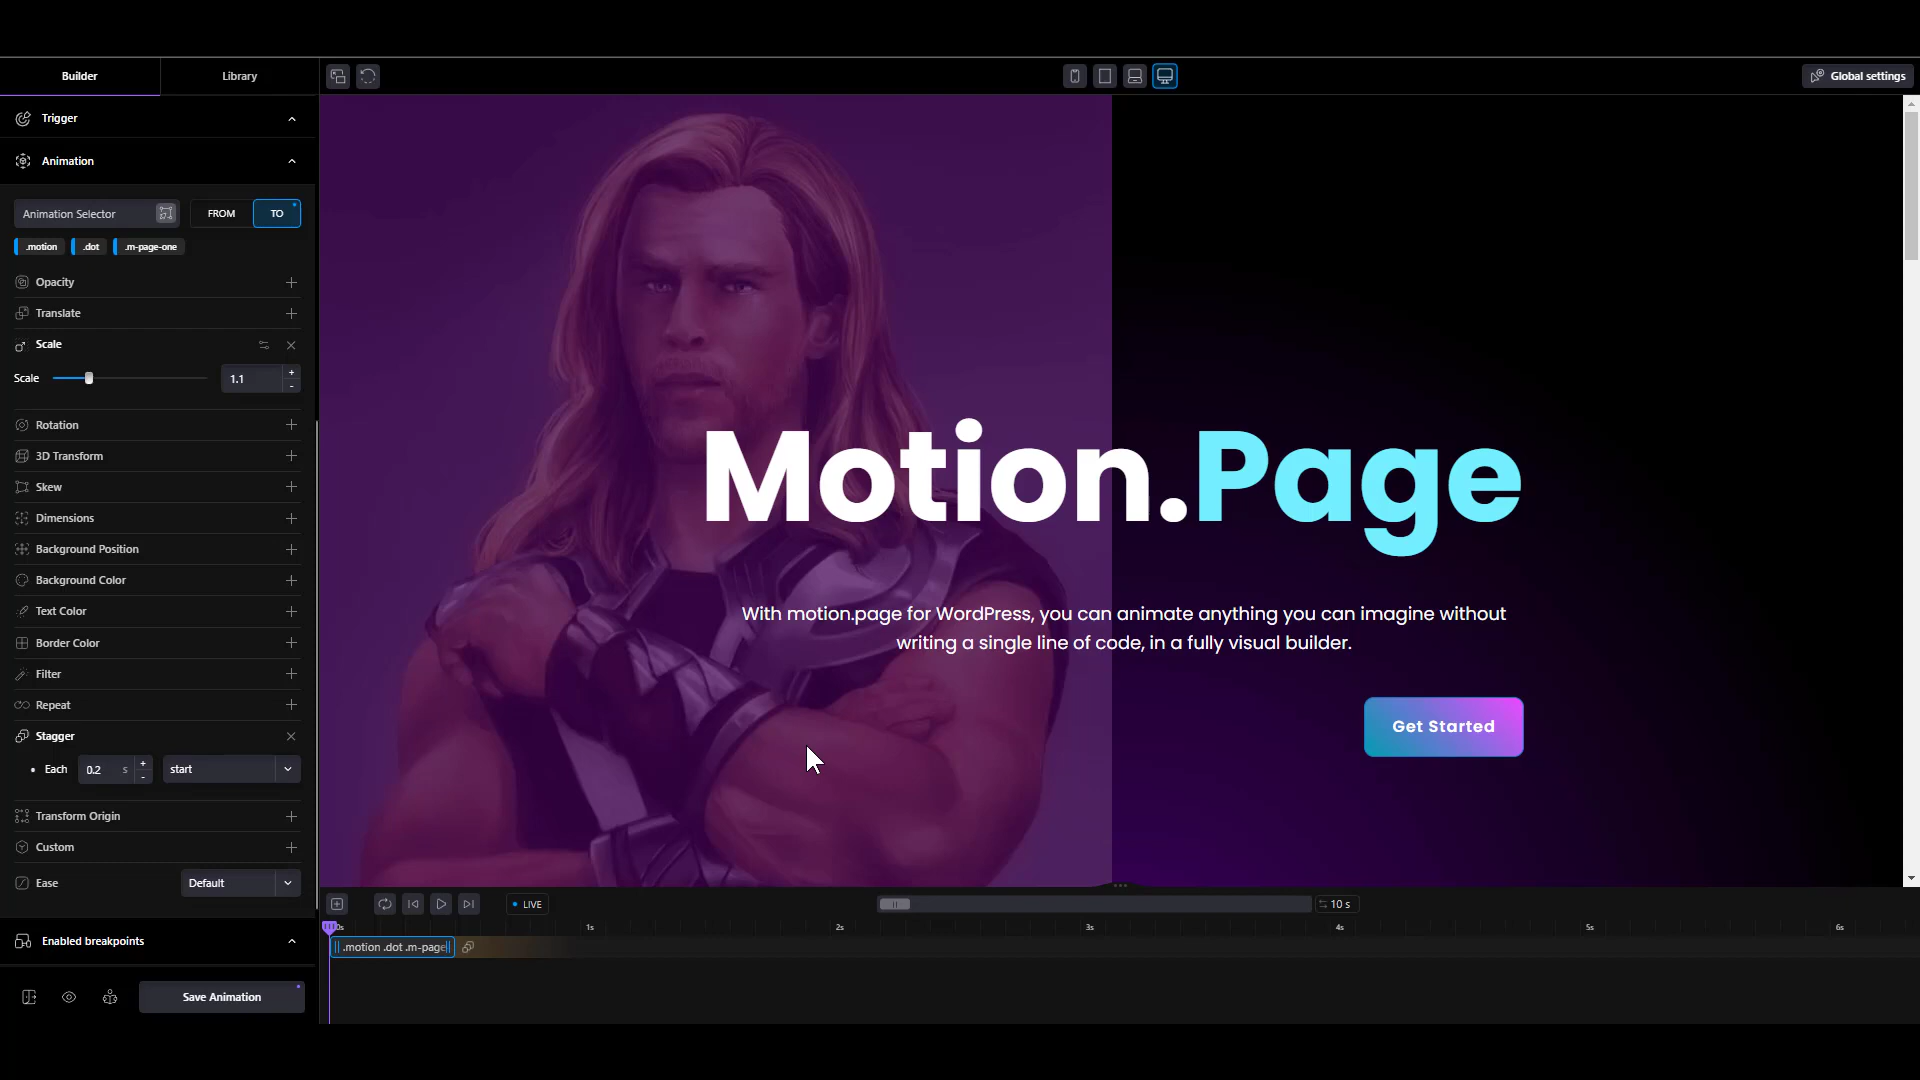 Builder
Library
Global settings
Trigger
Animation
Animation Selector
FROM
TO
.motion
.dot
.m-page-one
Opacity
Translate
Scale
Scale
1.1
+
-
Rotation
3D Transform
Skew
Dimensions
Background Position
Background Color
Text Color
Border Color
Filter
Repeat
Stagger
Each
0.2
s
+
-
start
Transform Origin
Custom
Ease
Default
Enabled breakpoints
Save Animation
Motion.Page
With motion.page for WordPress, you can animate anything you can imagine without
writing a single line of code, in a fully visual builder.
Get Started
LIVE
10 s
0s
1s
2s
3s
4s
5s
6s
.motion .dot .m-page